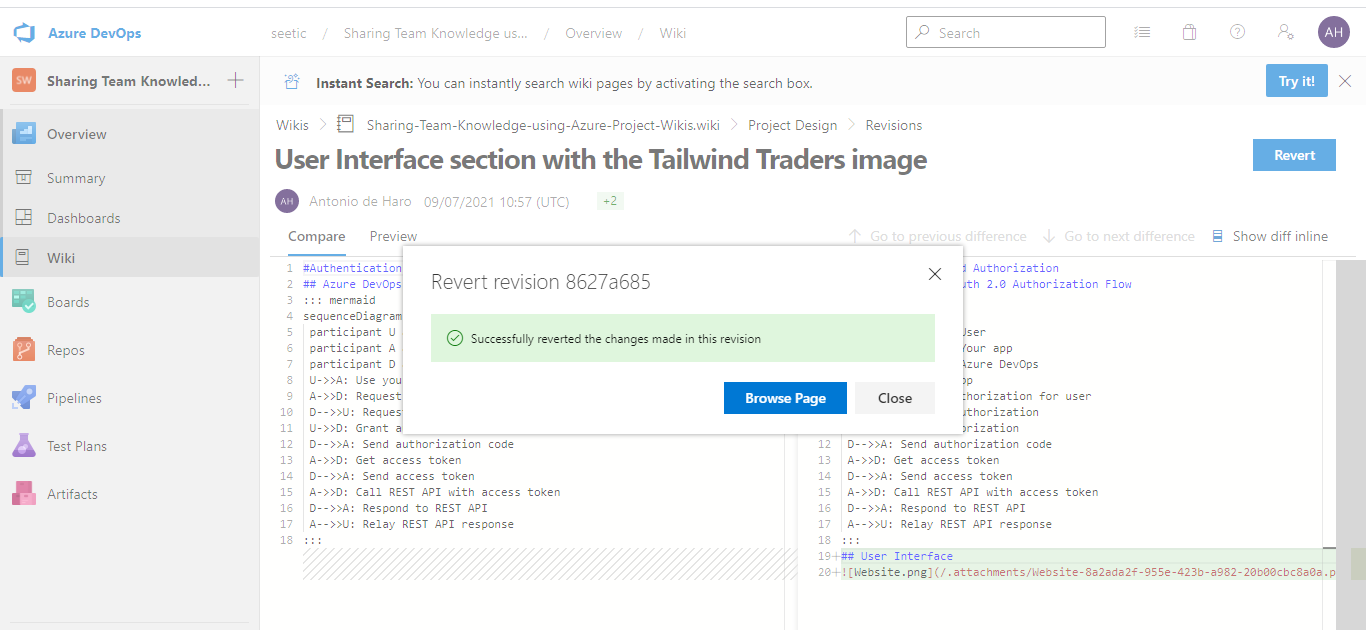 Azure DevOps
seetic / Sharing Team Knowledge us... / Overview / Wiki
Search
AH
SW Sharing Team Knowled...
Overview
Summary
Dashboards
Wiki
Boards
Repos
Pipelines
Test Plans
Artifacts
Instant Search: You can instantly search wiki pages by activating the search box.
Try it!
Wikis > Sharing-Team-Knowledge-using-Azure-Project-Wikis.wiki > Project Design > Revisions
User Interface section with the Tailwind Traders image
Revert
AH Antonio de Haro 09/07/2021 10:57 (UTC) +2
Compare Preview
Go to previous difference Go to next difference Show diff inline
1 #Authentication
2 ## Azure DevOps
3 ::: mermaid
4 sequenceDiagram
5 participant U
6 participant A
7 participant D
8 U->>A: Use you
9 A->>D: Request
10 D-->>U: Reques
11 U->>D: Grant a
12 D-->>A: Send authorization code
13 A->>D: Get access token
14 D-->>A: Send access token
15 A->>D: Call REST API with access token
16 D-->>A: Respond to REST API
17 A-->>U: Relay REST API response
18 :::
Revert revision 8627a685
Successfully reverted the changes made in this revision
Browse Page
Close
d Authorization
uth 2.0 Authorization Flow
User
Your app
Azure DevOps
pp
thorization for user
uthorization
orization
12 D-->>A: Send authorization code
13 A->>D: Get access token
14 D-->>A: Send access token
15 A->>D: Call REST API with access token
16 D-->>A: Respond to REST API
17 A-->>U: Relay REST API response
18 :::
19+ ## User Interface
20+ ![Website.png](/.attachments/Website-8a2ada2f-955e-423b-a982-20b00cbc8a0a.p